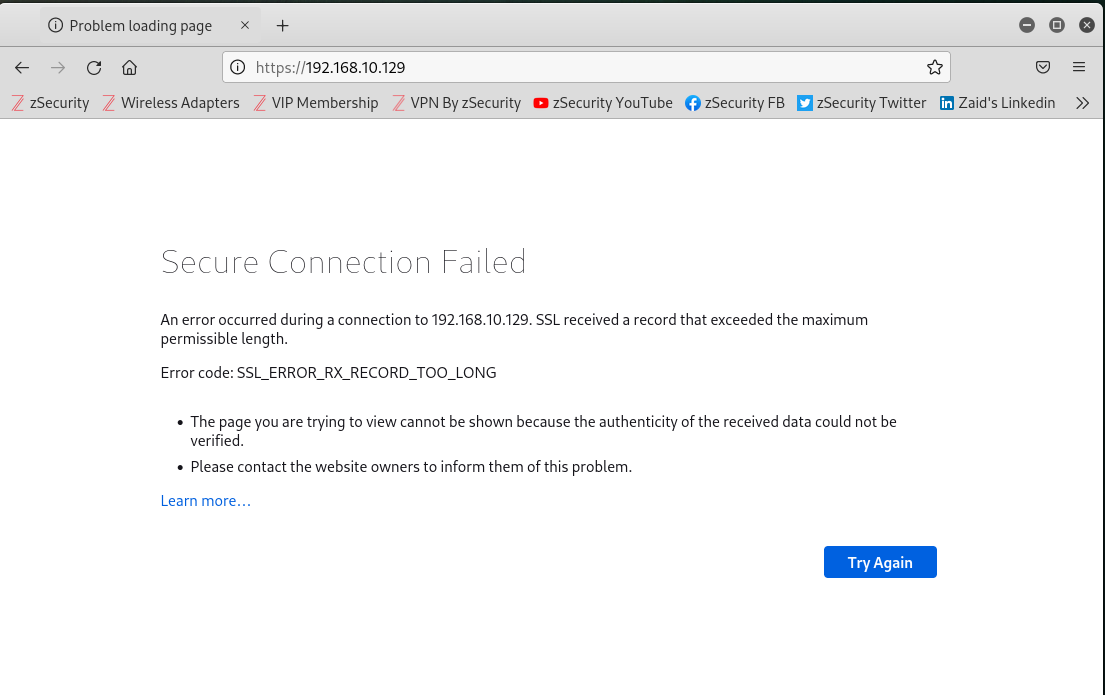 Problem loading page
https://192.168.10.129
zSecurity Wireless Adapters VIP Membership VPN By zSecurity zSecurity YouTube zSecurity FB zSecurity Twitter Zaid's Linkedin
Secure Connection Failed
An error occurred during a connection to 192.168.10.129. SSL received a record that exceeded the maximum
permissible length.
Error code: SSL_ERROR_RX_RECORD_TOO_LONG
• The page you are trying to view cannot be shown because the authenticity of the received data could not be
verified.
• Please contact the website owners to inform them of this problem.
Learn more…
Try Again